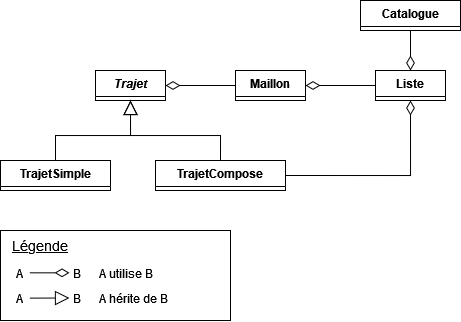 Catalogue
Trajet
Maillon
Liste
TrajetSimple
TrajetCompose
Légende
A B A utilise B
A B A hérite de B